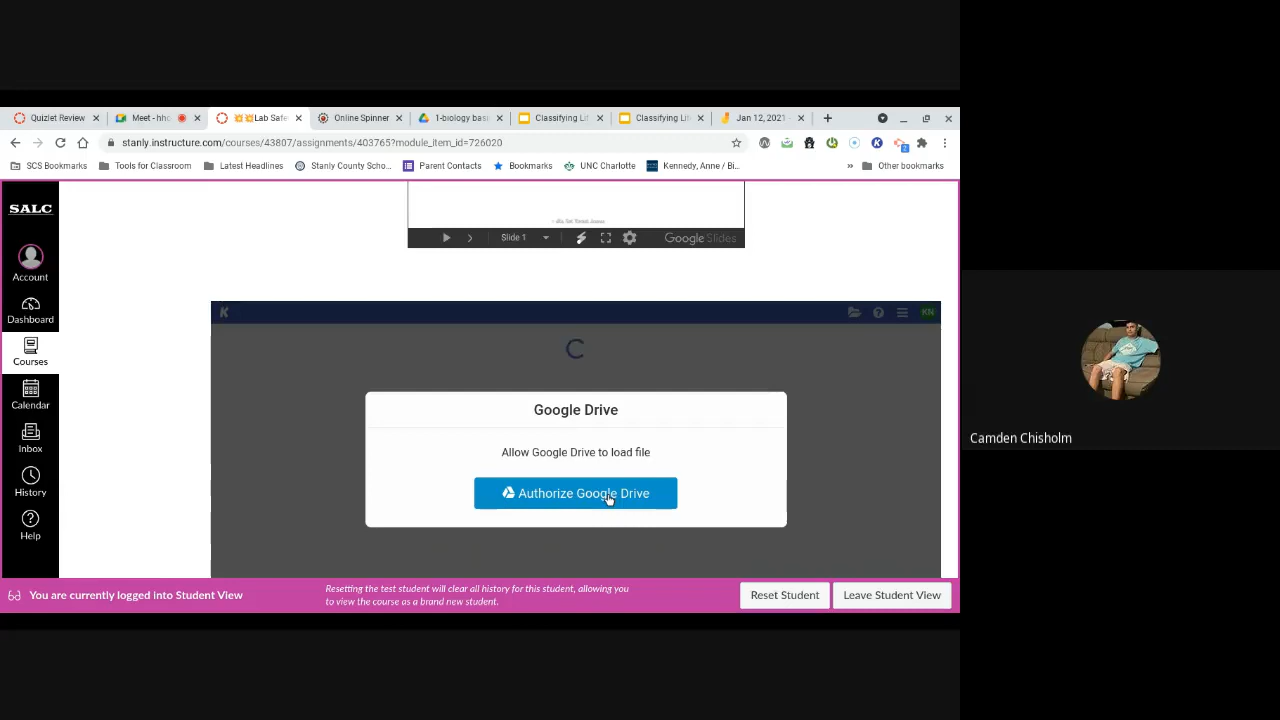 Quizlet Review
Meet - hhc
Lab Safe
Online Spinner
1-biology basi
Classifying Lif
Classifying Lif
Jan 12, 2021 -
stanly.instructure.com/courses/43807/assignments/403765?module_item_id=726020
SCS Bookmarks
Tools for Classroom
Latest Headlines
Stanly County Scho...
Parent Contacts
Bookmarks
UNC Charlotte
Kennedy, Anne / Bi...
» Other bookmarks
SALC
Account
Dashboard
Courses
Calendar
Inbox
History
Help
Slide 1
Google Slides
K
KN
Google Drive
Allow Google Drive to load file
Authorize Google Drive
You are currently logged into Student View
Resetting the test student will clear all history for this student, allowing
you to view the course as a brand new student.
Reset Student
Leave Student View
Camden Chisholm